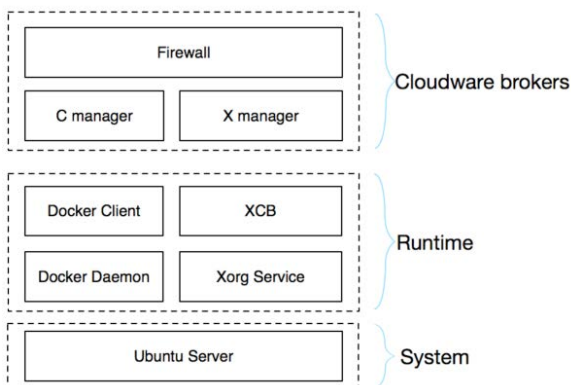 Firewall
C manager
X manager
Cloudware brokers
Docker Client
XCB
Docker Daemon
Xorg Service
Runtime
Ubuntu Server
System